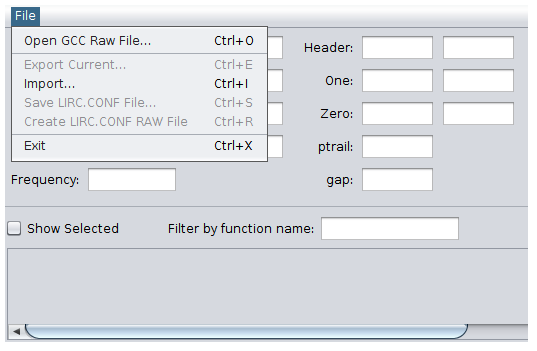 File
Open GCC Raw File... Ctrl+O
Export Current... Ctrl+E
Import... Ctrl+I
Save LIRC.CONF File... Ctrl+S
Create LIRC.CONF RAW File Ctrl+R
Exit Ctrl+X
Header:
One:
Zero:
ptrail:
Frequency: gap:
Show Selected Filter by function name: